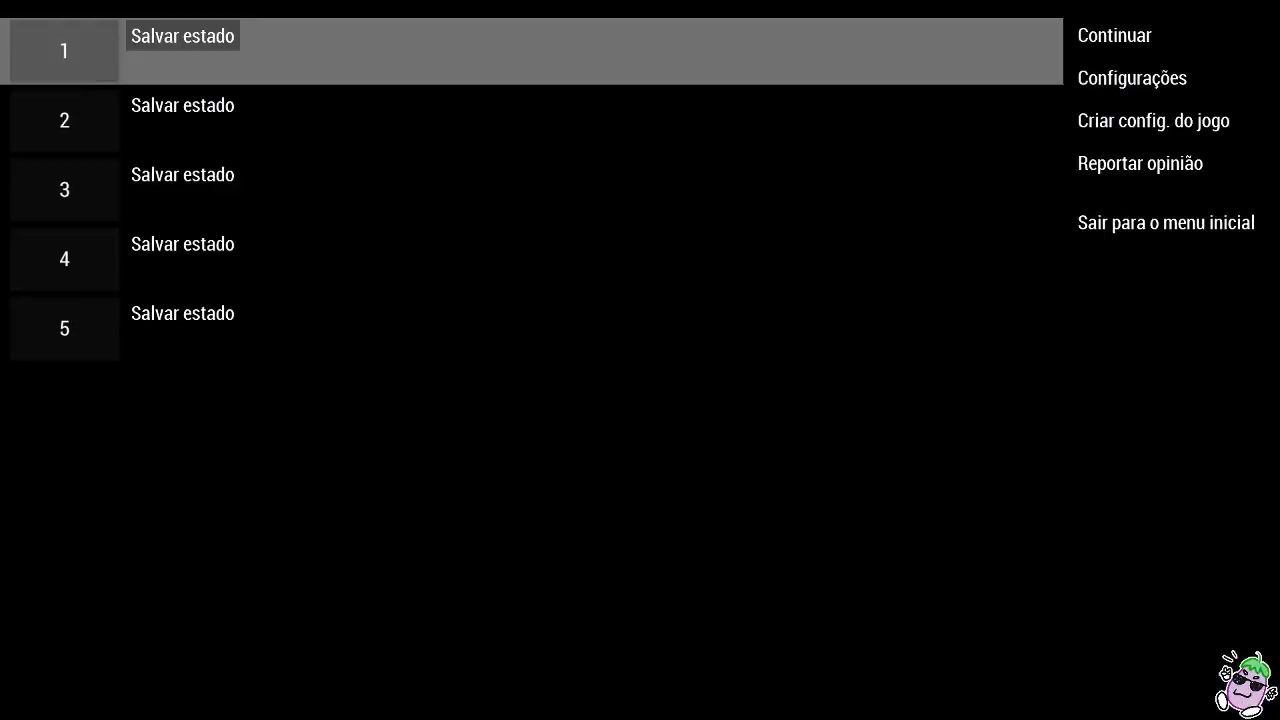 1
Salvar estado
2
Salvar estado
3
Salvar estado
4
Salvar estado
5
Salvar estado
Continuar
Configurações
Criar config. do jogo
Reportar opinião
Sair para o menu inicial